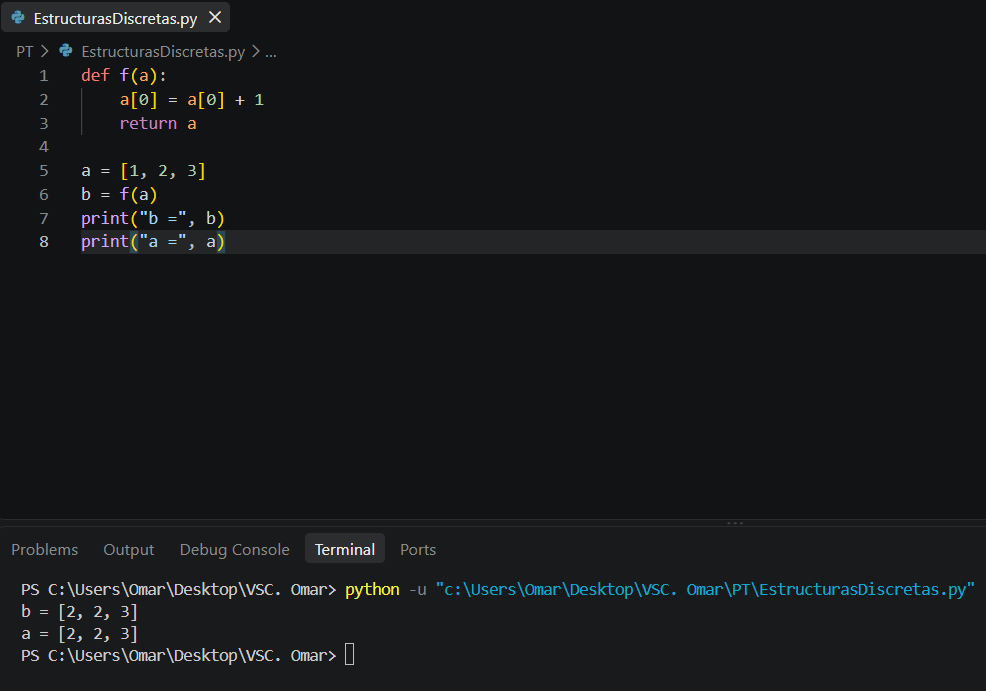 EstructurasDiscretas.py ×
PT > EstructurasDiscretas.py > ...
1 def f(a):
2     a[0] = a[0] + 1
3     return a
4
5 a = [1, 2, 3]
6 b = f(a)
7 print("b =", b)
8 print("a =", a)
Problems Output Debug Console Terminal Ports
PS C:\Users\Omar\Desktop\VSC. Omar> python -u "c:\Users\Omar\Desktop\VSC. Omar\PT\EstructurasDiscretas.py"
b = [2, 2, 3]
a = [2, 2, 3]
PS C:\Users\Omar\Desktop\VSC. Omar>